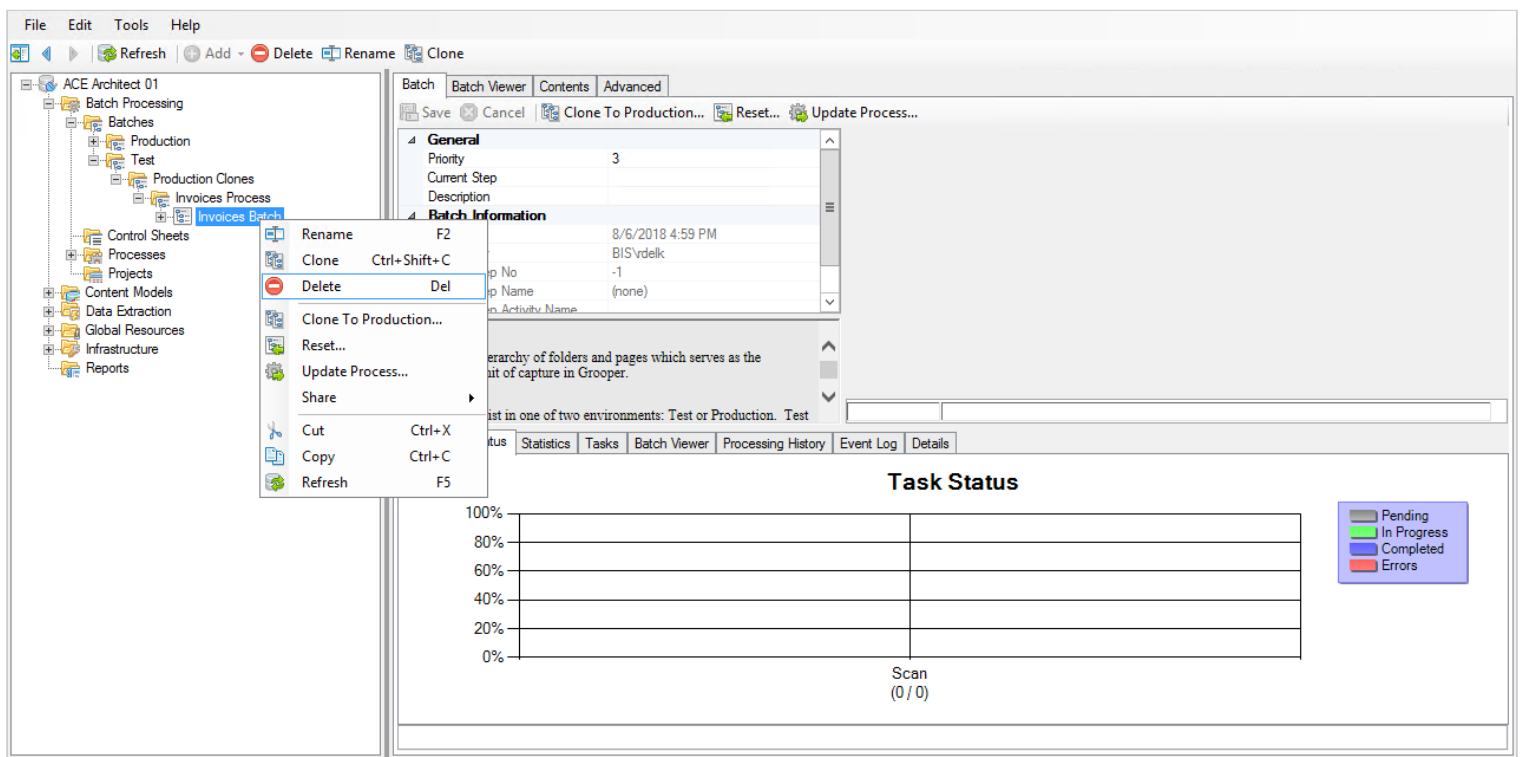 File Edit Tools Help
Refresh Add Delete Rename Clone
ACE Architect 01
Batch Processing
Batches
Production
Test
Production Clones
Invoices Process
Invoices Batch
Control Sheets
Processes
Projects
Content Models
Data Extraction
Global Resources
Infrastructure
Reports
Rename F2
Clone Ctrl+Shift+C
Delete Del
Clone To Production...
Reset...
Update Process...
Share
Cut Ctrl+X
Copy Ctrl+C
Refresh F5
Batch Batch Viewer Contents Advanced
Save Cancel Clone To Production... Reset... Update Process...
General
Priority 3
Current Step
Description
Batch Information
8/6/2018 4:59 PM
BIS\rdelk
No -1
Name (none)
Activity Name
of folders and pages which serves as the
of capture in Grooper.
in one of two environments: Test or Production. Test
Statistics Tasks Batch Viewer Processing History Event Log Details
Task Status
100%
80%
60%
40%
20%
0%
Scan
(0 / 0)
Pending
In Progress
Completed
Errors